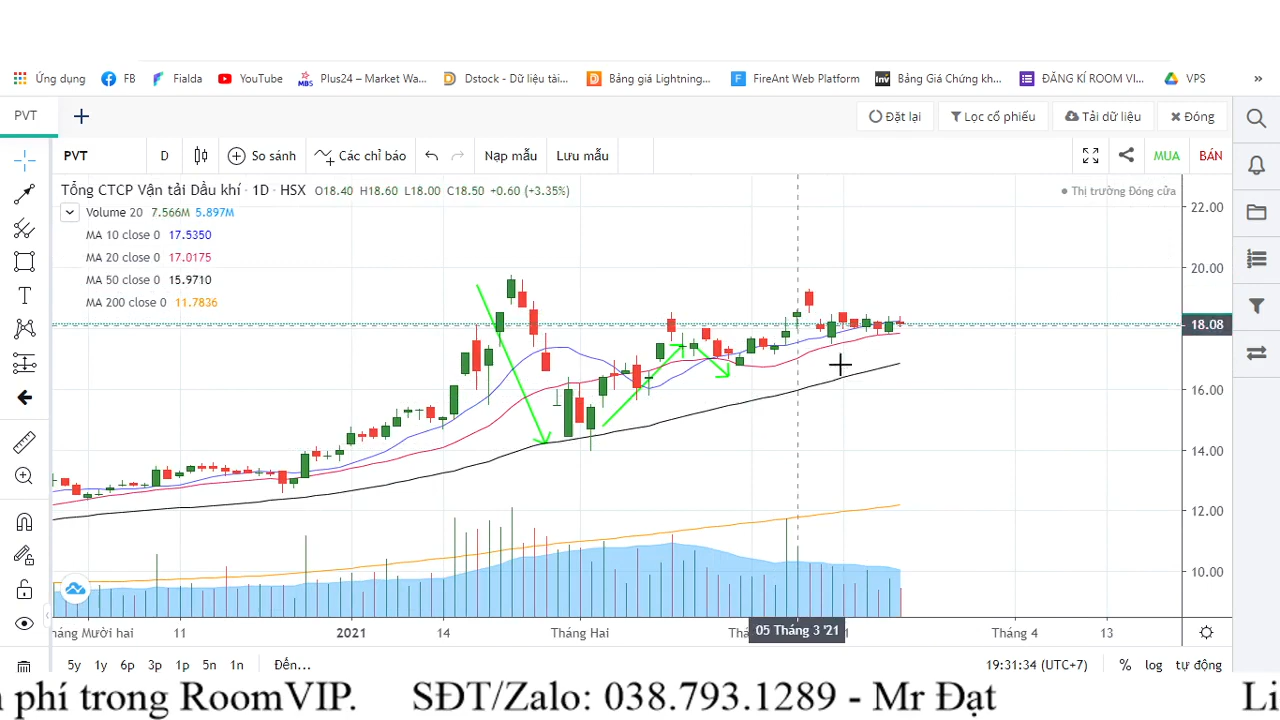 Ứng dụng FB Fialda YouTube Plus24 – Market Wa... Dstock - Dữ liệu tài... Bảng giá Lightning... FireAnt Web Platform Bảng Giá Chứng kh... ĐĂNG KÍ ROOM VI... VPS »
PVT Đặt lại Lọc cổ phiếu Tải dữ liệu Đóng
PVT D So sánh Các chỉ báo Nạp mẫu Lưu mẫu MUA BÁN
Tổng CTCP Vận tải Dầu khí · 1D · HSX O18.40 H18.60 L18.00 C18.50 +0.60 (+3.35%) Thị trường Đóng cửa
Volume 20 7.566M 5.897M
MA 10 close 0 17.5350
MA 20 close 0 17.0175
MA 50 close 0 15.9710
MA 200 close 0 11.7836
22.00
20.00
18.08
16.00
14.00
12.00
10.00
háng Mười hai 11 2021 14 Tháng Hai 05 Tháng 3 '21 Tháng 4 13
5y 1y 6p 3p 1p 5n 1n Đến... 19:31:34 (UTC+7) % log tự động
phí trong RoomVIP. SĐT/Zalo: 038.793.1289 - Mr Đạt Li